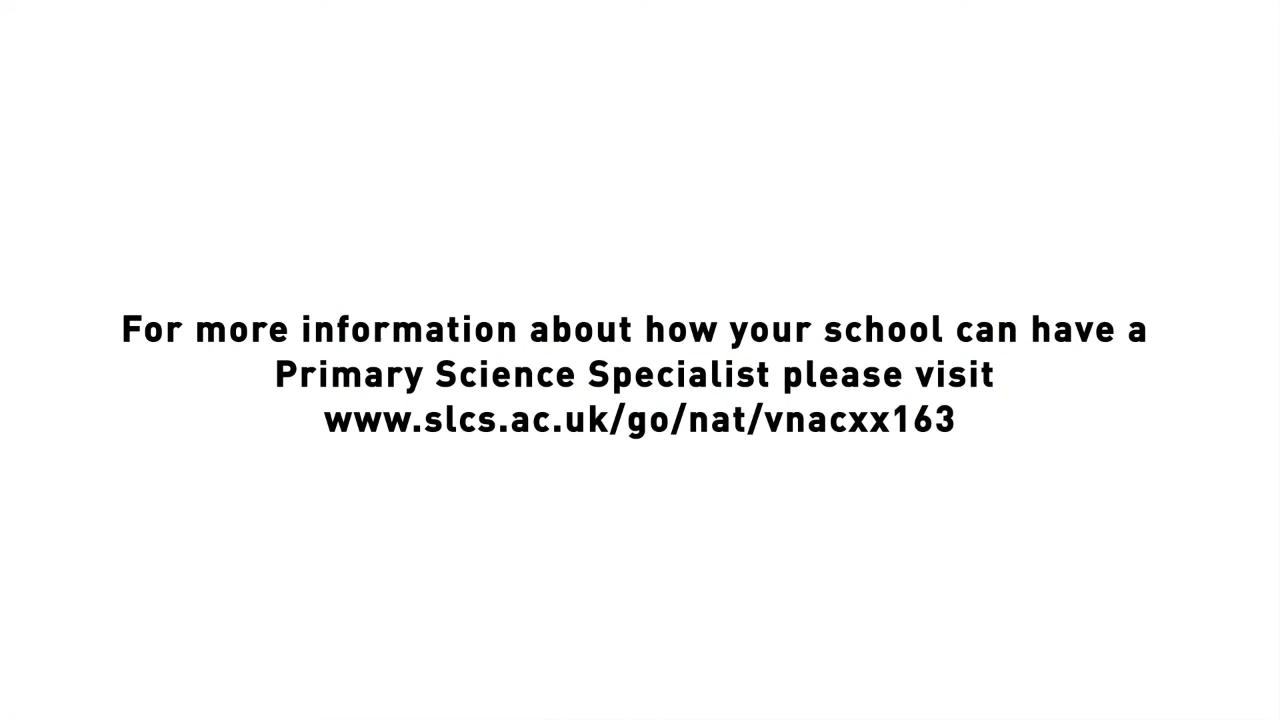 For more information about how your school can have a
Primary Science Specialist please visit
www.slcs.ac.uk/go/nat/vnacxx163